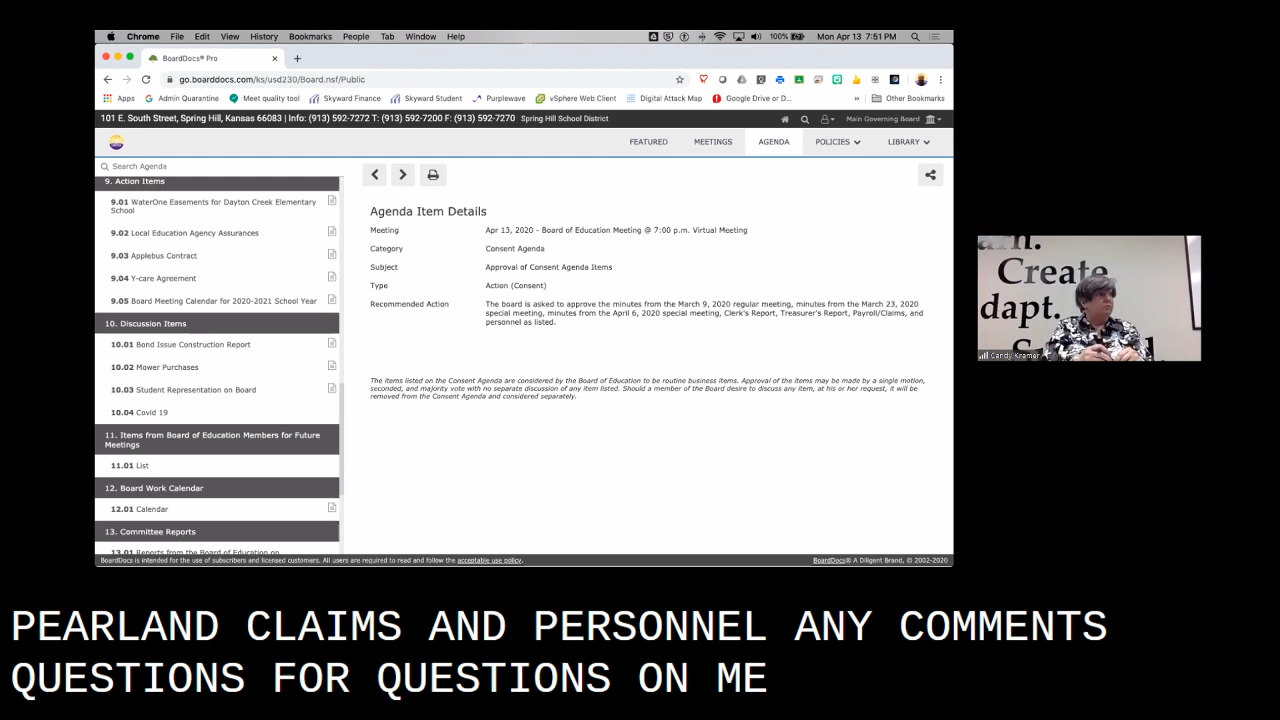 Chrome File Edit View History Bookmarks People Tab Window Help 100% Mon Apr 13 7:51 PM
BoardDocs® Pro
go.boarddocs.com/ks/usd230/Board.nsf/Public
Apps Admin Quarantine Meet quality tool Skyward Finance Skyward Student Purplewave vSphere Web Client Digital Attack Map Google Drive or D... » Other Bookmarks
101 E. South Street, Spring Hill, Kansas 66083 | Info: (913) 592-7272 T: (913) 592-7200 F: (913) 592-7270 Spring Hill School District Main Governing Board
FEATURED MEETINGS AGENDA POLICIES LIBRARY
Search Agenda
9. Action Items
9.01 WaterOne Easements for Dayton Creek Elementary
School
9.02 Local Education Agency Assurances
9.03 Applebus Contract
9.04 Y-care Agreement
9.05 Board Meeting Calendar for 2020-2021 School Year
10. Discussion Items
10.01 Bond Issue Construction Report
10.02 Mower Purchases
10.03 Student Representation on Board
10.04 Covid 19
11. Items from Board of Education Members for Future
Meetings
11.01 List
12. Board Work Calendar
12.01 Calendar
13. Committee Reports
13.01 Reports from the Board of Education on
Agenda Item Details
Meeting Apr 13, 2020 - Board of Education Meeting @ 7:00 p.m. Virtual Meeting
Category Consent Agenda
Subject Approval of Consent Agenda Items
Type Action (Consent)
Recommended Action The board is asked to approve the minutes from the March 9, 2020 regular meeting, minutes from the March 23, 2020
special meeting, minutes from the April 6, 2020 special meeting, Clerk's Report, Treasurer's Report, Payroll/Claims, and
personnel as listed.
The items listed on the Consent Agenda are considered by the Board of Education to be routine business items. Approval of the items may be made by a single motion,
seconded, and majority vote with no separate discussion of any item listed. Should a member of the Board desire to discuss any item, at his or her request, it will be
removed from the Consent Agenda and considered separately.
BoardDocs is intended for the use of subscribers and licensed customers. All users are required to read and follow the acceptable use policy. BoardDocs® A Diligent Brand, © 2002-2020
Create
dapt.
Candy Kramer
PEARLAND CLAIMS AND PERSONNEL ANY COMMENTS
QUESTIONS FOR QUESTIONS ON ME